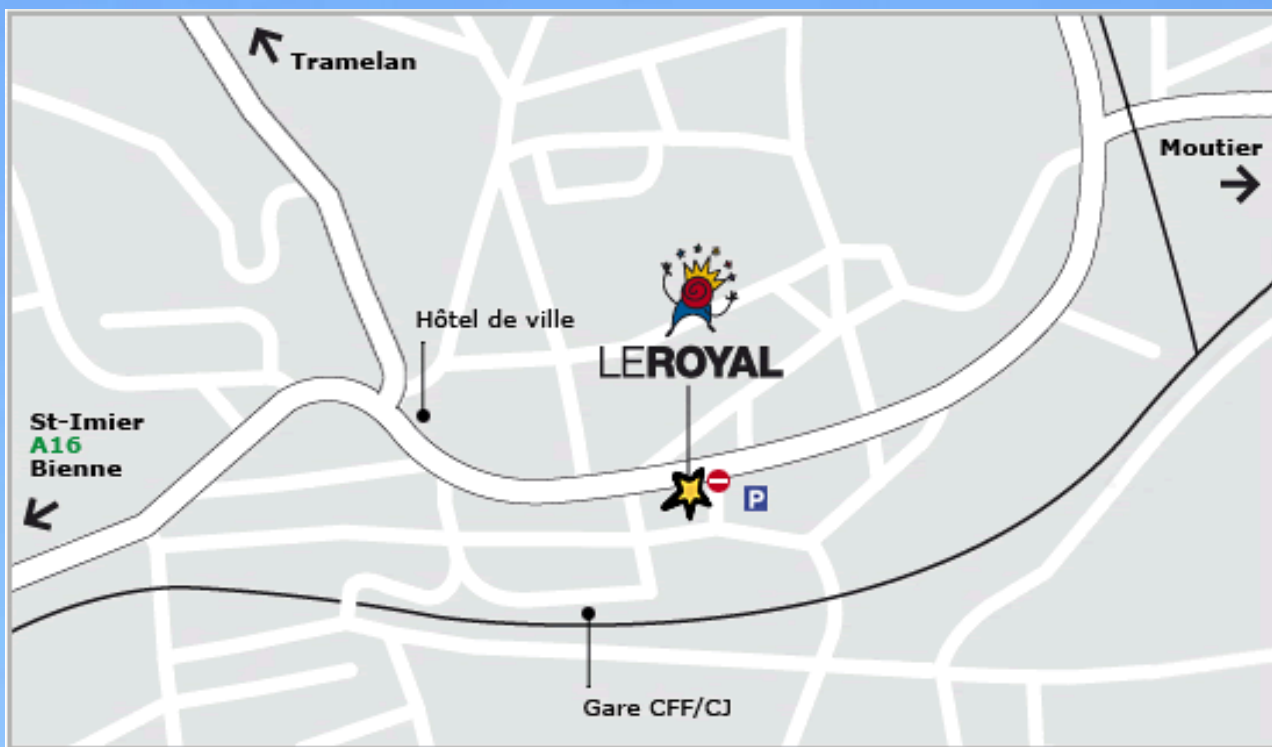 Tramelan
Moutier
Hôtel de ville
LEROYAL
St-Imier
A16
Bienne
P
Gare CFF/CJ